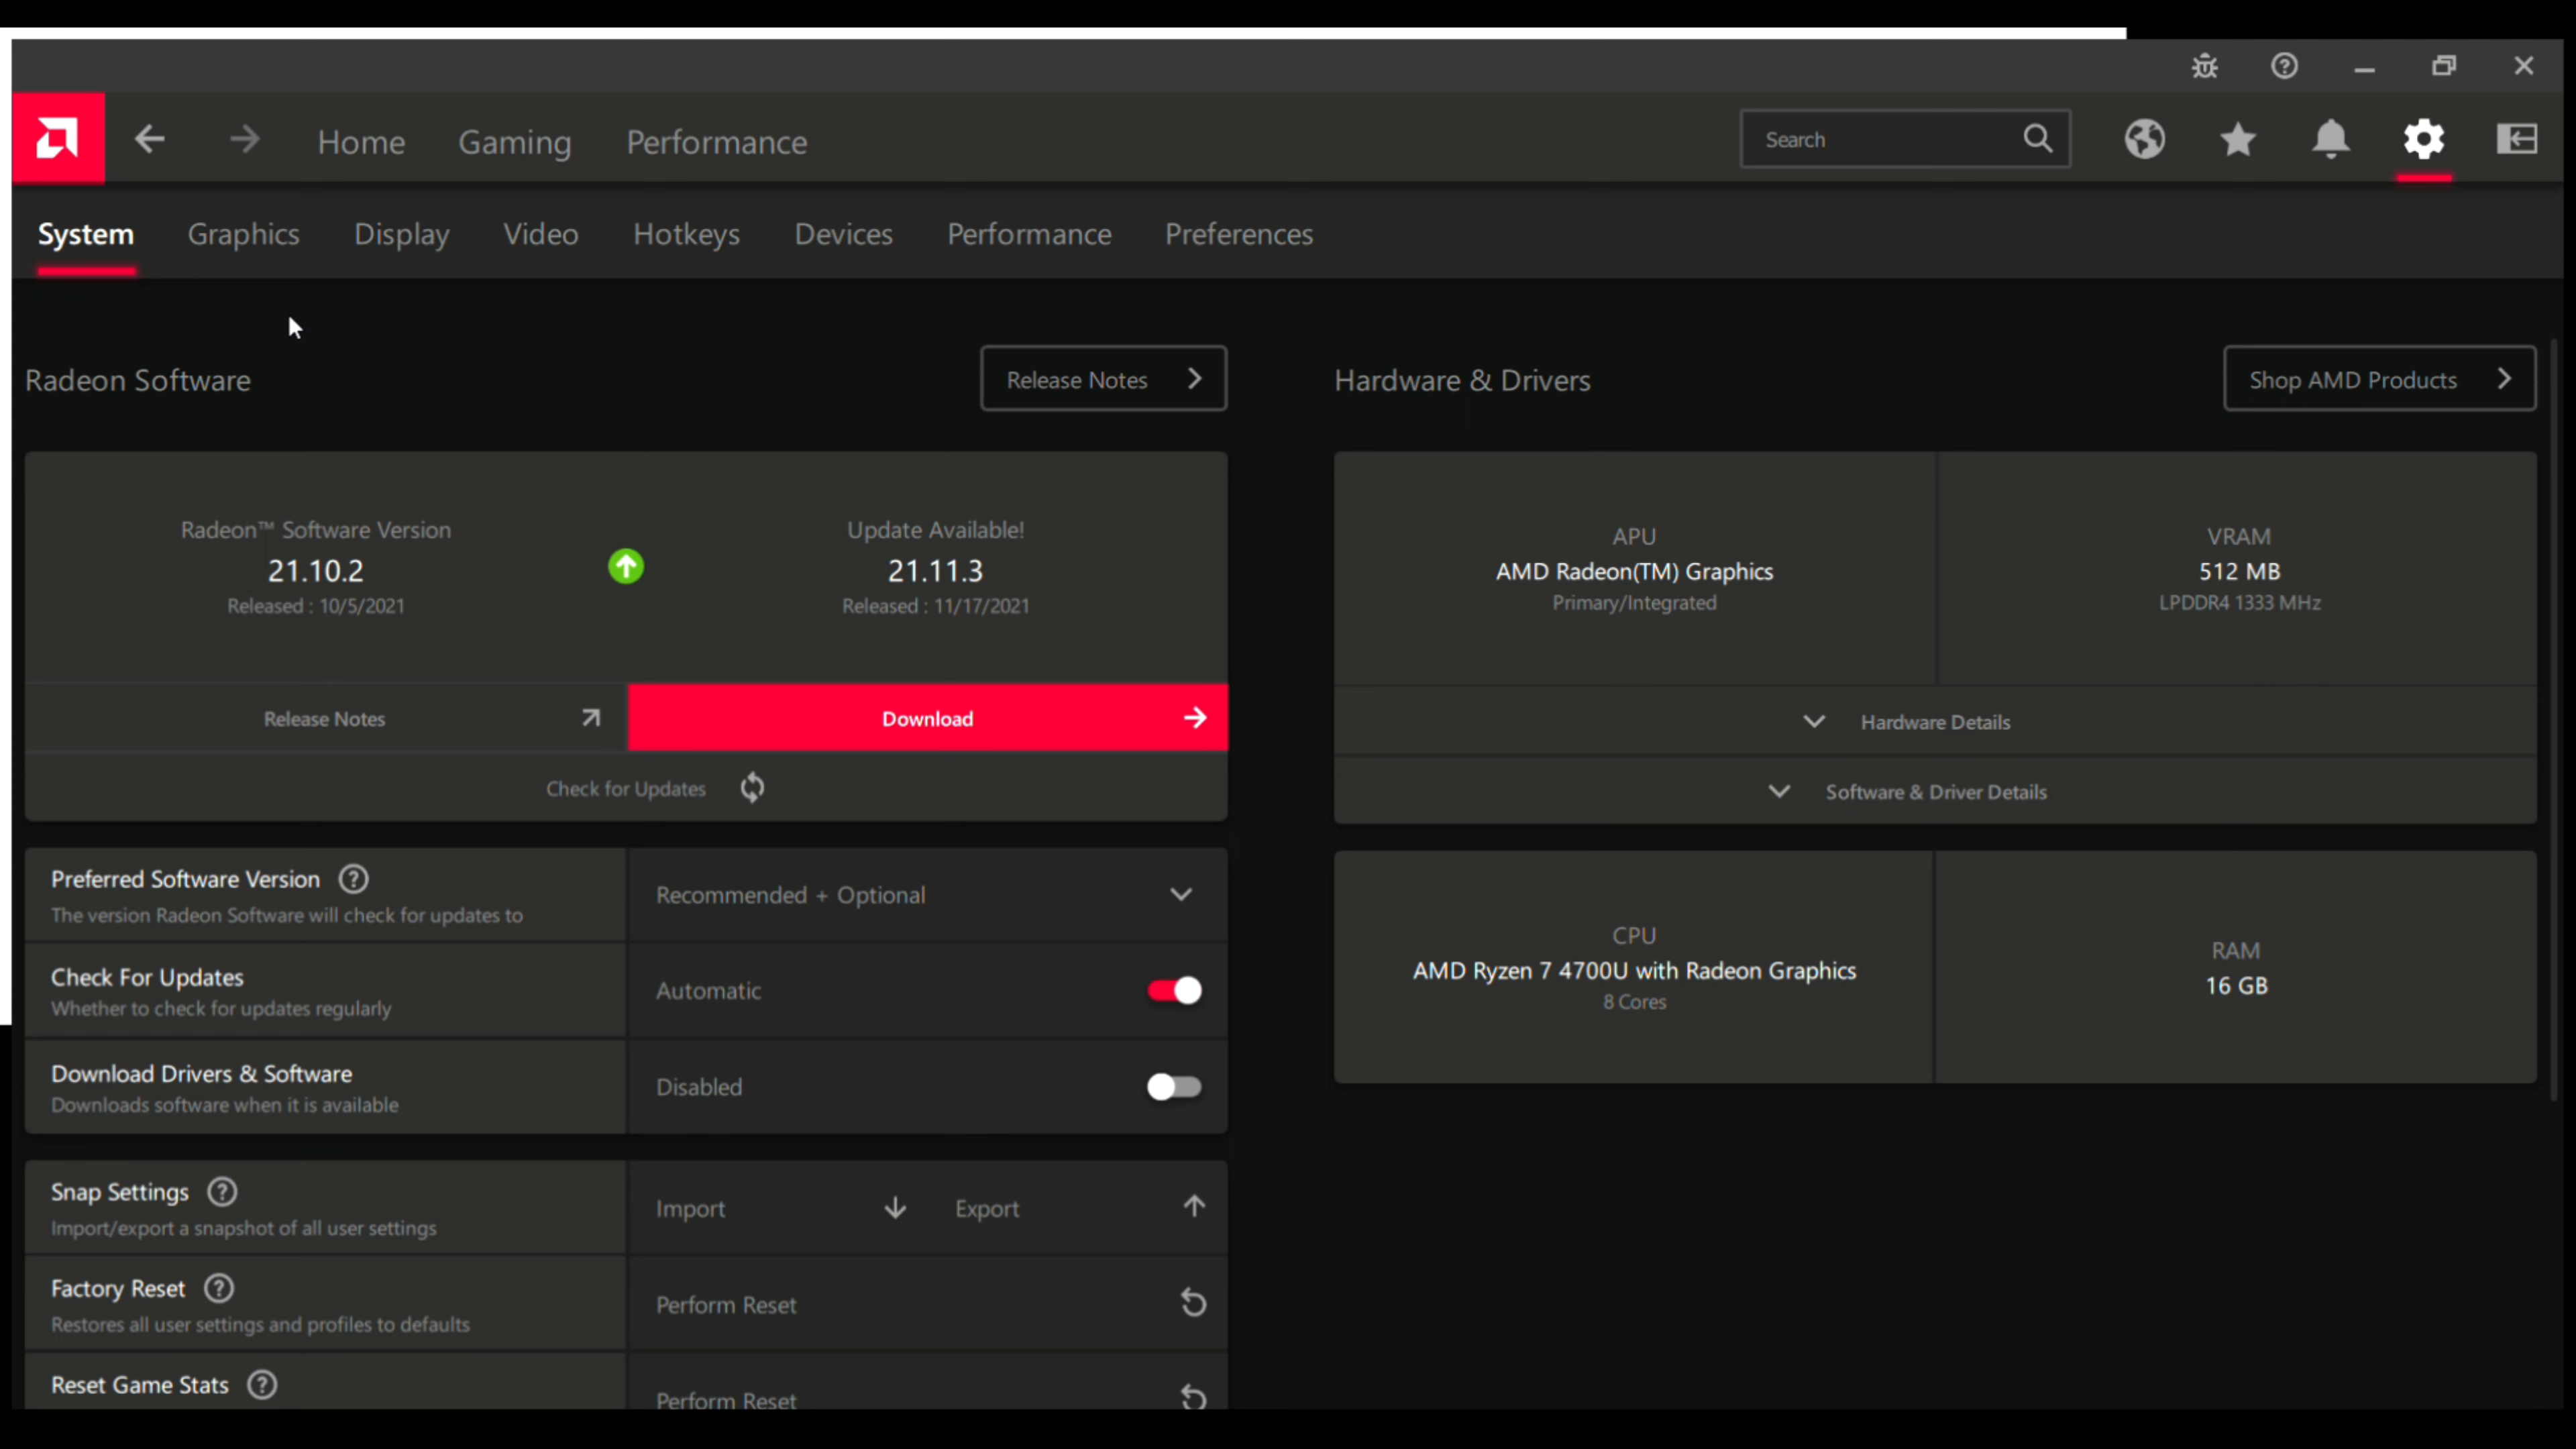 Home Gaming Performance Search
System Graphics Display Video Hotkeys Devices Performance Preferences
Radeon Software
Release Notes
Radeon™ Software Version
21.10.2
Released : 10/5/2021
Update Available!
21.11.3
Released : 11/17/2021
Release Notes
Download
Check for Updates
Preferred Software Version
The version Radeon Software will check for updates to
Recommended + Optional
Check For Updates
Whether to check for updates regularly
Automatic
Download Drivers & Software
Downloads software when it is available
Disabled
Snap Settings
Import/export a snapshot of all user settings
Import Export
Factory Reset
Restores all user settings and profiles to defaults
Perform Reset
Reset Game Stats
Perform Reset
Hardware & Drivers
Shop AMD Products
APU
AMD Radeon(TM) Graphics
Primary/Integrated
VRAM
512 MB
LPDDR4 1333 MHz
Hardware Details
Software & Driver Details
CPU
AMD Ryzen 7 4700U with Radeon Graphics
8 Cores
RAM
16 GB